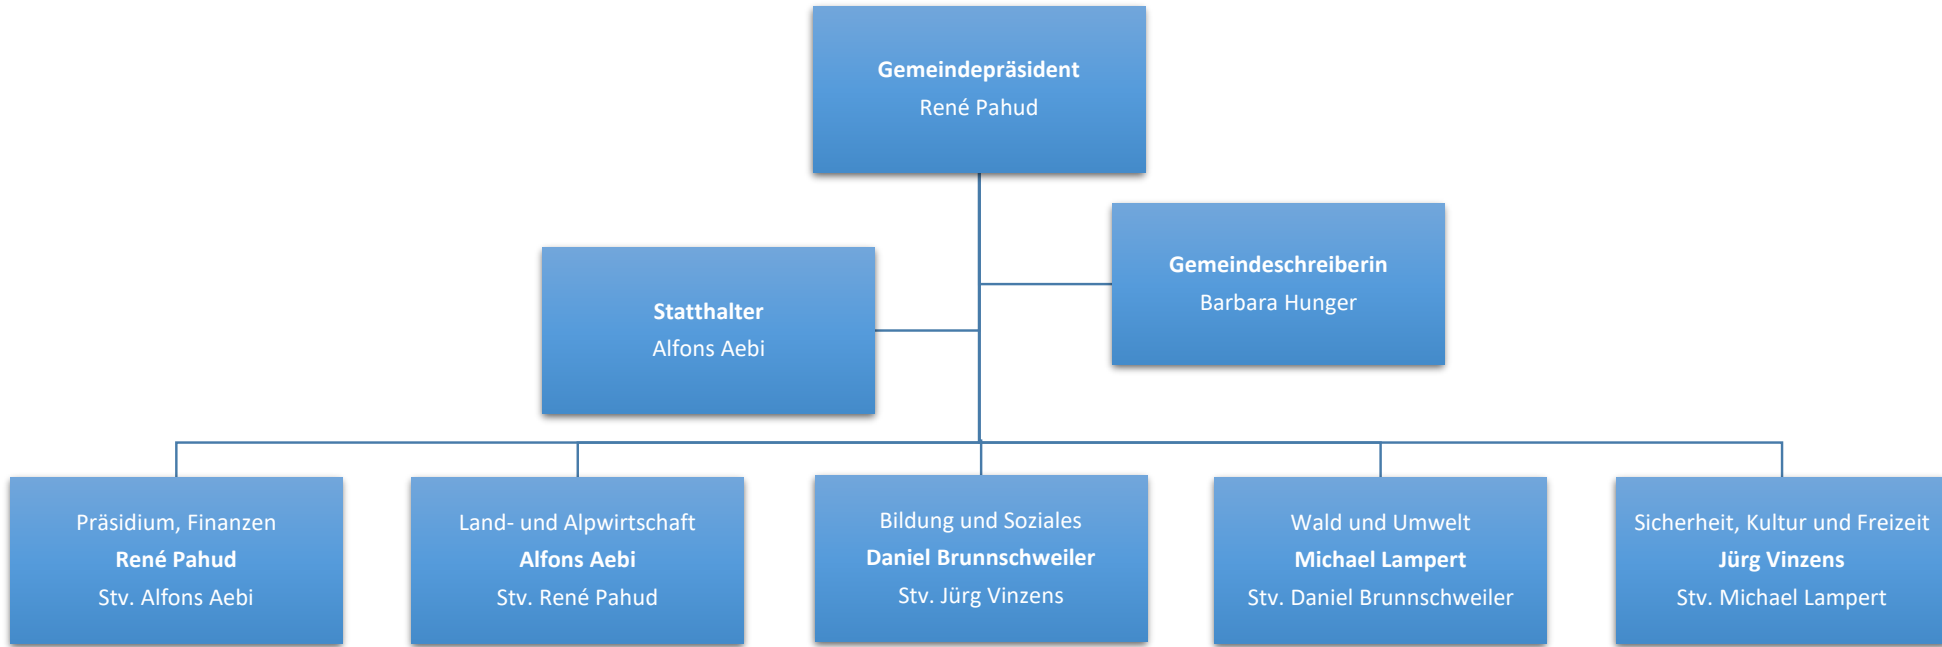 Gemeindepräsident
René Pahud
Gemeindeschreiberin
Barbara Hunger
Statthalter
Alfons Aebi
Präsidium, Finanzen
René Pahud
Stv. Alfons Aebi
Land- und Alpwirtschaft
Alfons Aebi
Stv. René Pahud
Bildung und Soziales
Daniel Brunnschweiler
Stv. Jürg Vinzens
Wald und Umwelt
Michael Lampert
Stv. Daniel Brunnschweiler
Sicherheit, Kultur und Freizeit
Jürg Vinzens
Stv. Michael Lampert